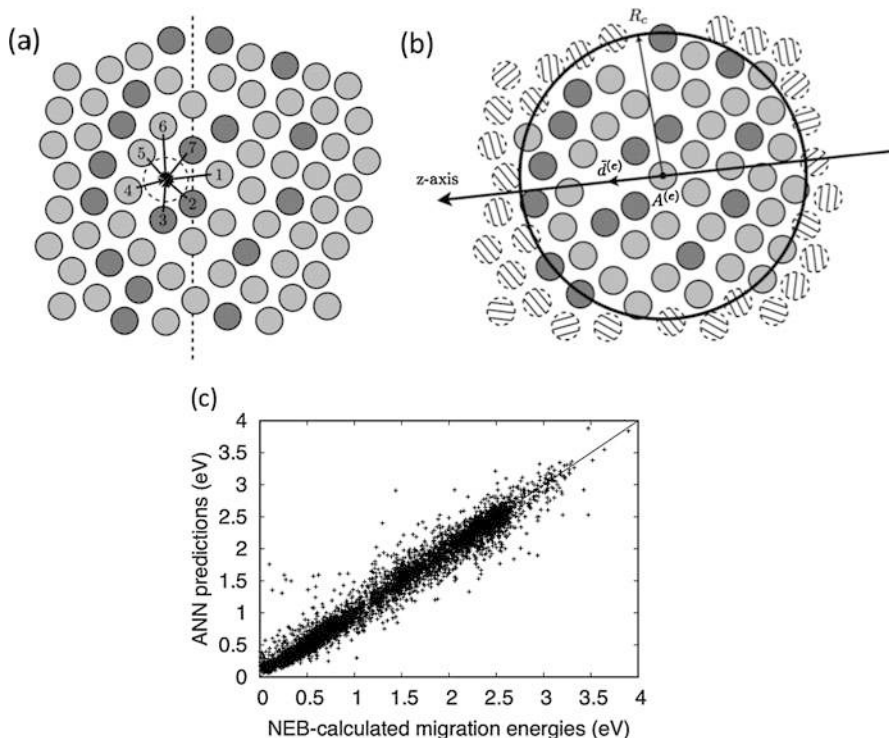 (a)
6
7
5
1
4
2
3
(b)
R_c
z-axis
d̄^(e)
A^(e)
(c)
ANN predictions (eV)
4
3.5
3
2.5
2
1.5
1
0.5
0
0 0.5 1 1.5 2 2.5 3 3.5 4
NEB-calculated migration energies (eV)